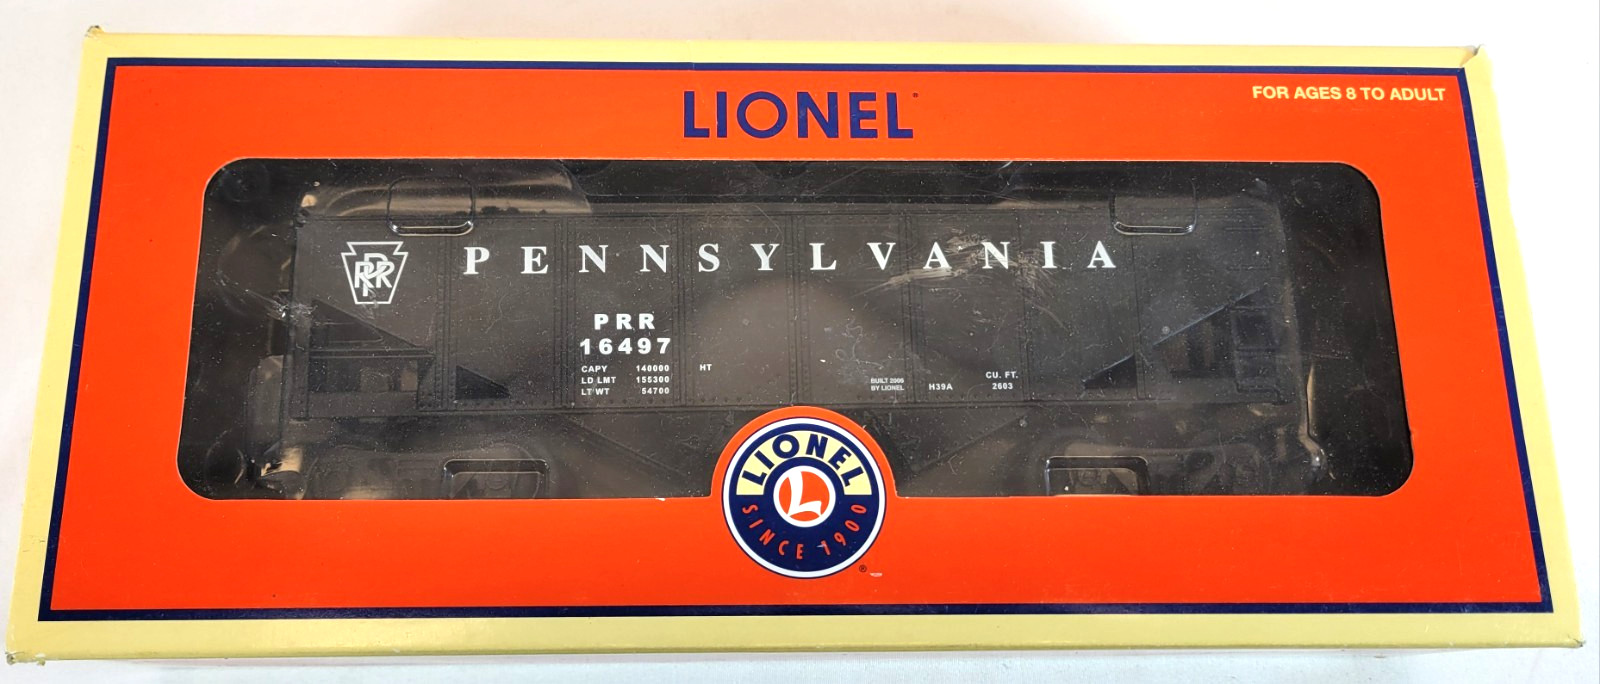 LIONEL
FOR AGES 8 TO ADULT
PRR
PENNSYLVANIA
PRR
16497
CAPY 140000 HT
LD LMT 155300
LT WT 54700
BUILT 2006
BY LIONEL
H39A
CU. FT.
2603
LIONEL
L
SINCE 1900
®